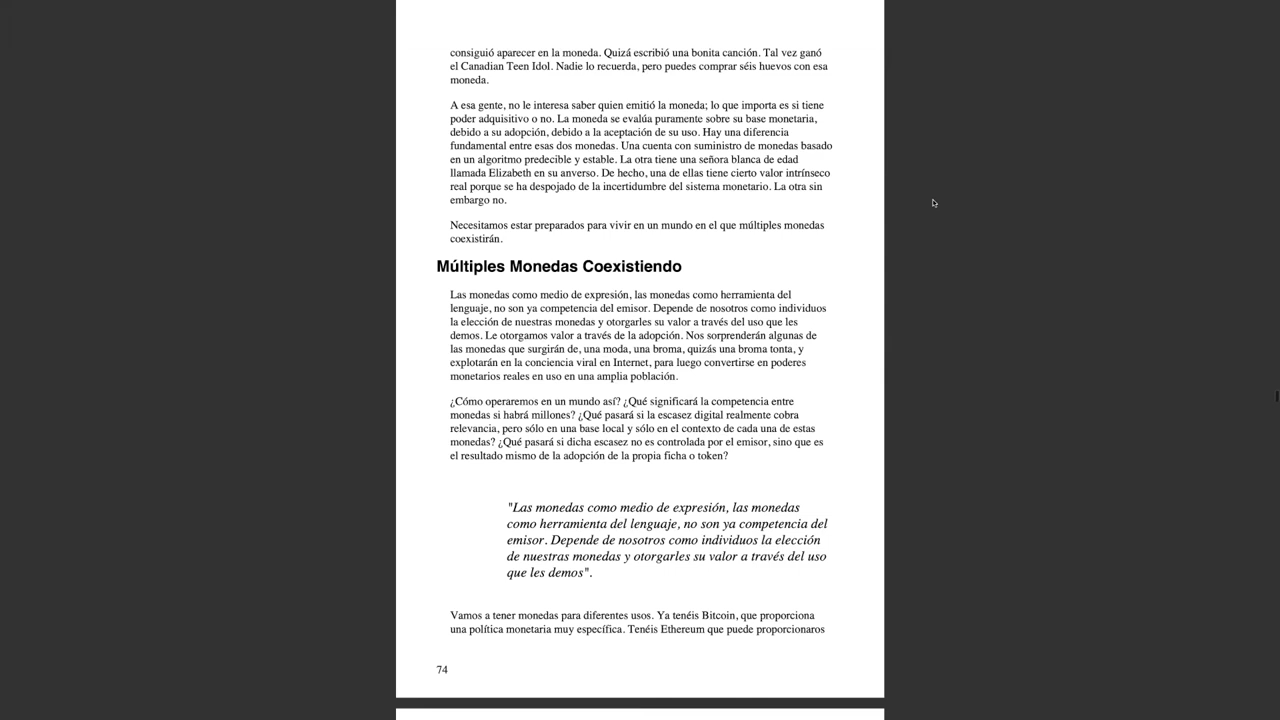 consiguió aparecer en la moneda. Quizá escribió una bonita canción. Tal vez ganó
el Canadian Teen Idol. Nadie lo recuerda, pero puedes comprar séis huevos con esa
moneda.
A esa gente, no le interesa saber quien emitió la moneda; lo que importa es si tiene
poder adquisitivo o no. La moneda se evalúa puramente sobre su base monetaria,
debido a su adopción, debido a la aceptación de su uso. Hay una diferencia
fundamental entre esas dos monedas. Una cuenta con suministro de monedas basado
en un algoritmo predecible y estable. La otra tiene una señora blanca de edad
llamada Elizabeth en su anverso. De hecho, una de ellas tiene cierto valor intrínseco
real porque se ha despojado de la incertidumbre del sistema monetario. La otra sin
embargo no.
Necesitamos estar preparados para vivir en un mundo en el que múltiples monedas
coexistirán.
Múltiples Monedas Coexistiendo
Las monedas como medio de expresión, las monedas como herramienta del
lenguaje, no son ya competencia del emisor. Depende de nosotros como individuos
la elección de nuestras monedas y otorgarles su valor a través del uso que les
demos. Le otorgamos valor a través de la adopción. Nos sorprenderán algunas de
las monedas que surgirán de, una moda, una broma, quizás una broma tonta, y
explotarán en la conciencia viral en Internet, para luego convertirse en poderes
monetarios reales en uso en una amplia población.
¿Cómo operaremos en un mundo así? ¿Qué significará la competencia entre
monedas si habrá millones? ¿Qué pasará si la escasez digital realmente cobra
relevancia, pero sólo en una base local y sólo en el contexto de cada una de estas
monedas? ¿Qué pasará si dicha escasez no es controlada por el emisor, sino que es
el resultado mismo de la adopción de la propia ficha o token?
"Las monedas como medio de expresión, las monedas
como herramienta del lenguaje, no son ya competencia del
emisor. Depende de nosotros como individuos la elección
de nuestras monedas y otorgarles su valor a través del uso
que les demos".
Vamos a tener monedas para diferentes usos. Ya tenéis Bitcoin, que proporciona
una política monetaria muy específica. Tenéis Ethereum que puede proporcionaros
74